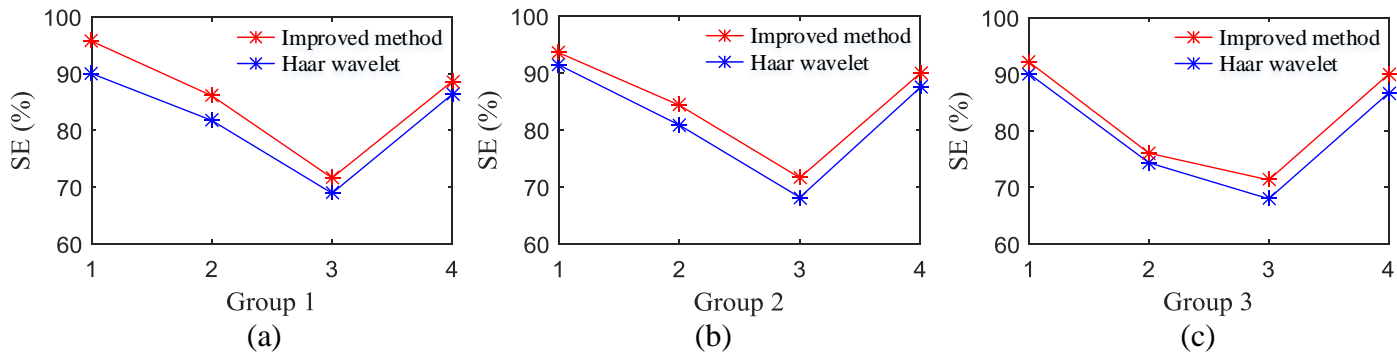 100
90
80
70
60
SE (%)
Improved method
Haar wavelet
1 2 3 4
Group 1
(a)
100
90
80
70
60
SE (%)
Improved method
Haar wavelet
1 2 3 4
Group 2
(b)
100
90
80
70
60
SE (%)
Improved method
Haar wavelet
1 2 3 4
Group 3
(c)